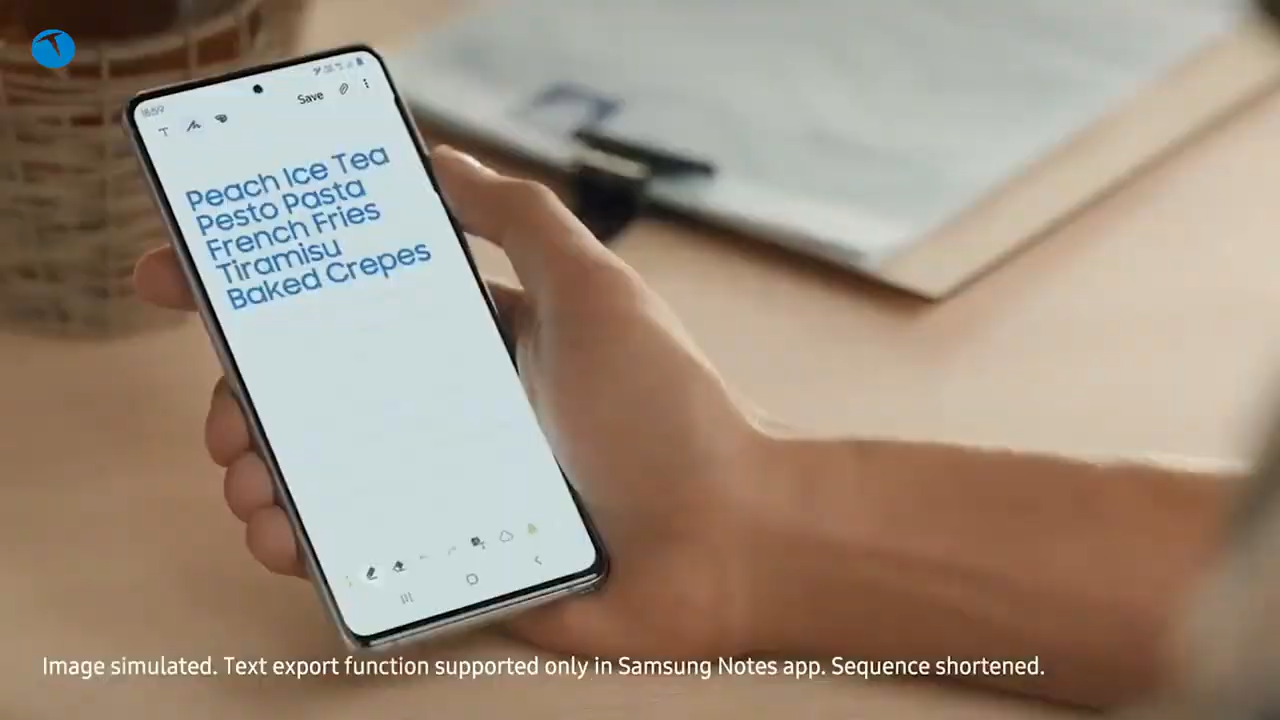 Save
Peach Ice Tea
Pesto Pasta
French Fries
Tiramisu
Baked Crepes
Image simulated. Text export function supported only in Samsung Notes app. Sequence shortened.